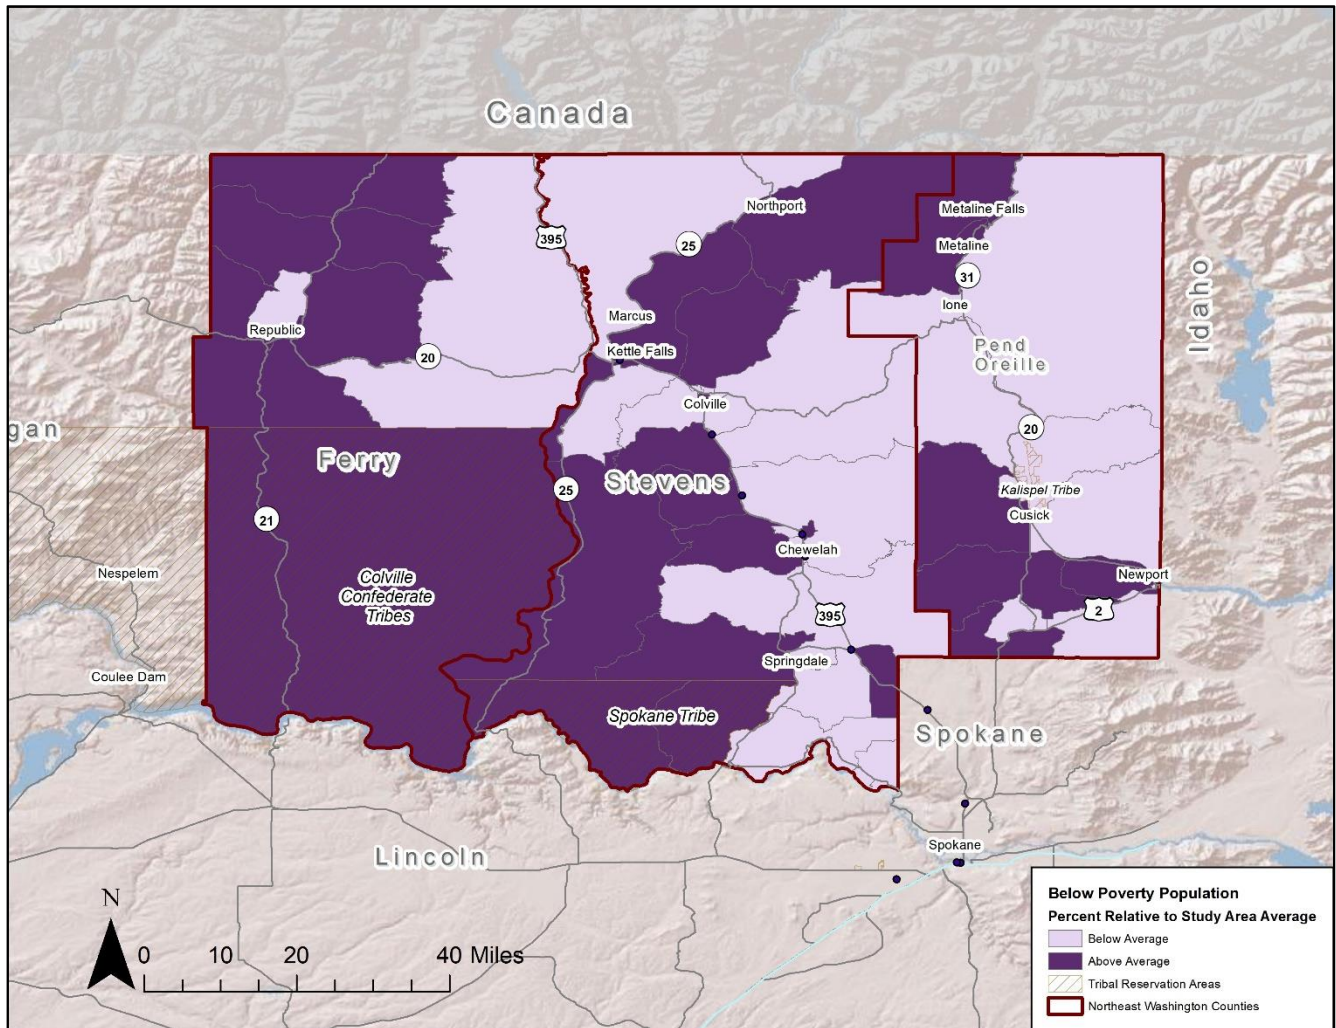 Canada
Northport
Metaline Falls
395
25
Metaline
31
Idaho
Ione
Marcus
Republic
Kettle Falls
20
Pend
Oreille
Colville
gan
20
Ferry
Stevens
25
Kalispel Tribe
Cusick
21
Chewelah
Nespelem
Colville
Confederate
Tribes
Newport
2
395
Springdale
Coulee Dam
Spokane Tribe
Spokane
Spokane
Lincoln
N
0 10 20 40 Miles
Below Poverty Population
Percent Relative to Study Area Average
Below Average
Above Average
Tribal Reservation Areas
Northeast Washington Counties